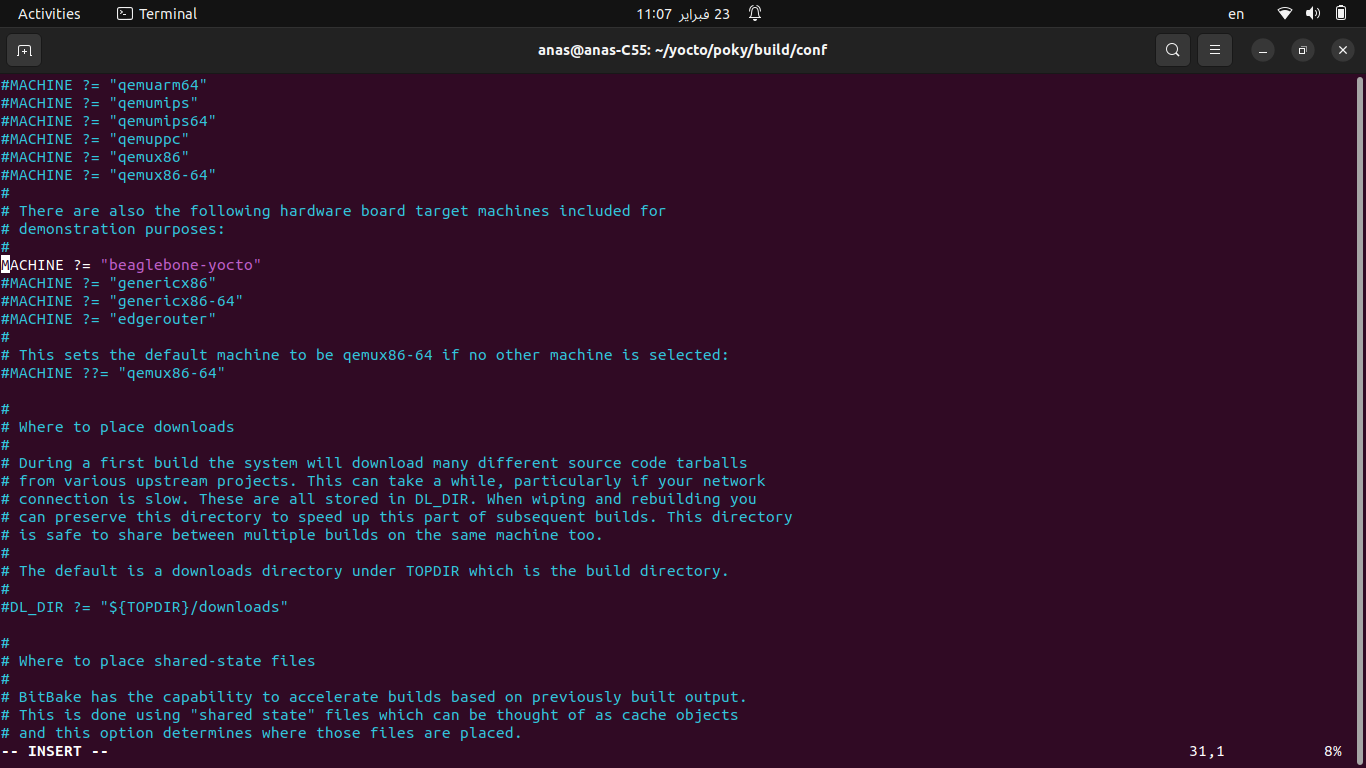 Activities Terminal 23 فبراير 11:07 en
anas@anas-C55: ~/yocto/poky/build/conf
#MACHINE ?= "qemuarm64"
#MACHINE ?= "qemumips"
#MACHINE ?= "qemumips64"
#MACHINE ?= "qemuppc"
#MACHINE ?= "qemux86"
#MACHINE ?= "qemux86-64"
#
# There are also the following hardware board target machines included for
# demonstration purposes:
#
MACHINE ?= "beaglebone-yocto"
#MACHINE ?= "genericx86"
#MACHINE ?= "genericx86-64"
#MACHINE ?= "edgerouter"
#
# This sets the default machine to be qemux86-64 if no other machine is selected:
#MACHINE ??= "qemux86-64"
#
# Where to place downloads
#
# During a first build the system will download many different source code tarballs
# from various upstream projects. This can take a while, particularly if your network
# connection is slow. These are all stored in DL_DIR. When wiping and rebuilding you
# can preserve this directory to speed up this part of subsequent builds. This directory
# is safe to share between multiple builds on the same machine too.
#
# The default is a downloads directory under TOPDIR which is the build directory.
#
#DL_DIR ?= "${TOPDIR}/downloads"
#
# Where to place shared-state files
#
# BitBake has the capability to accelerate builds based on previously built output.
# This is done using "shared state" files which can be thought of as cache objects
# and this option determines where those files are placed.
-- INSERT -- 31,1 8%